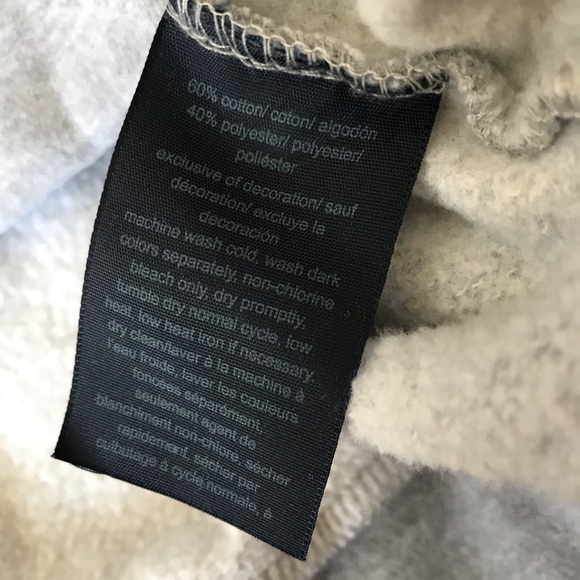 60% cotton/ coton/ algodón
40% polyester/ polyester/
poliéster
exclusive of decoration/ sauf
décoration/ excluye la
decoración
machine wash cold, wash dark
colors separately, non-chlorine
bleach only, dry promptly,
tumble dry normal cycle, low
heat, low heat iron if necessary.
dry clean/laver à la machine à
l'eau froide, laver les couleurs
foncées séparément,
seulement agent de
blanchiment non-chlore, sécher
rapidement, sécher par
culbutage à cycle normale, à